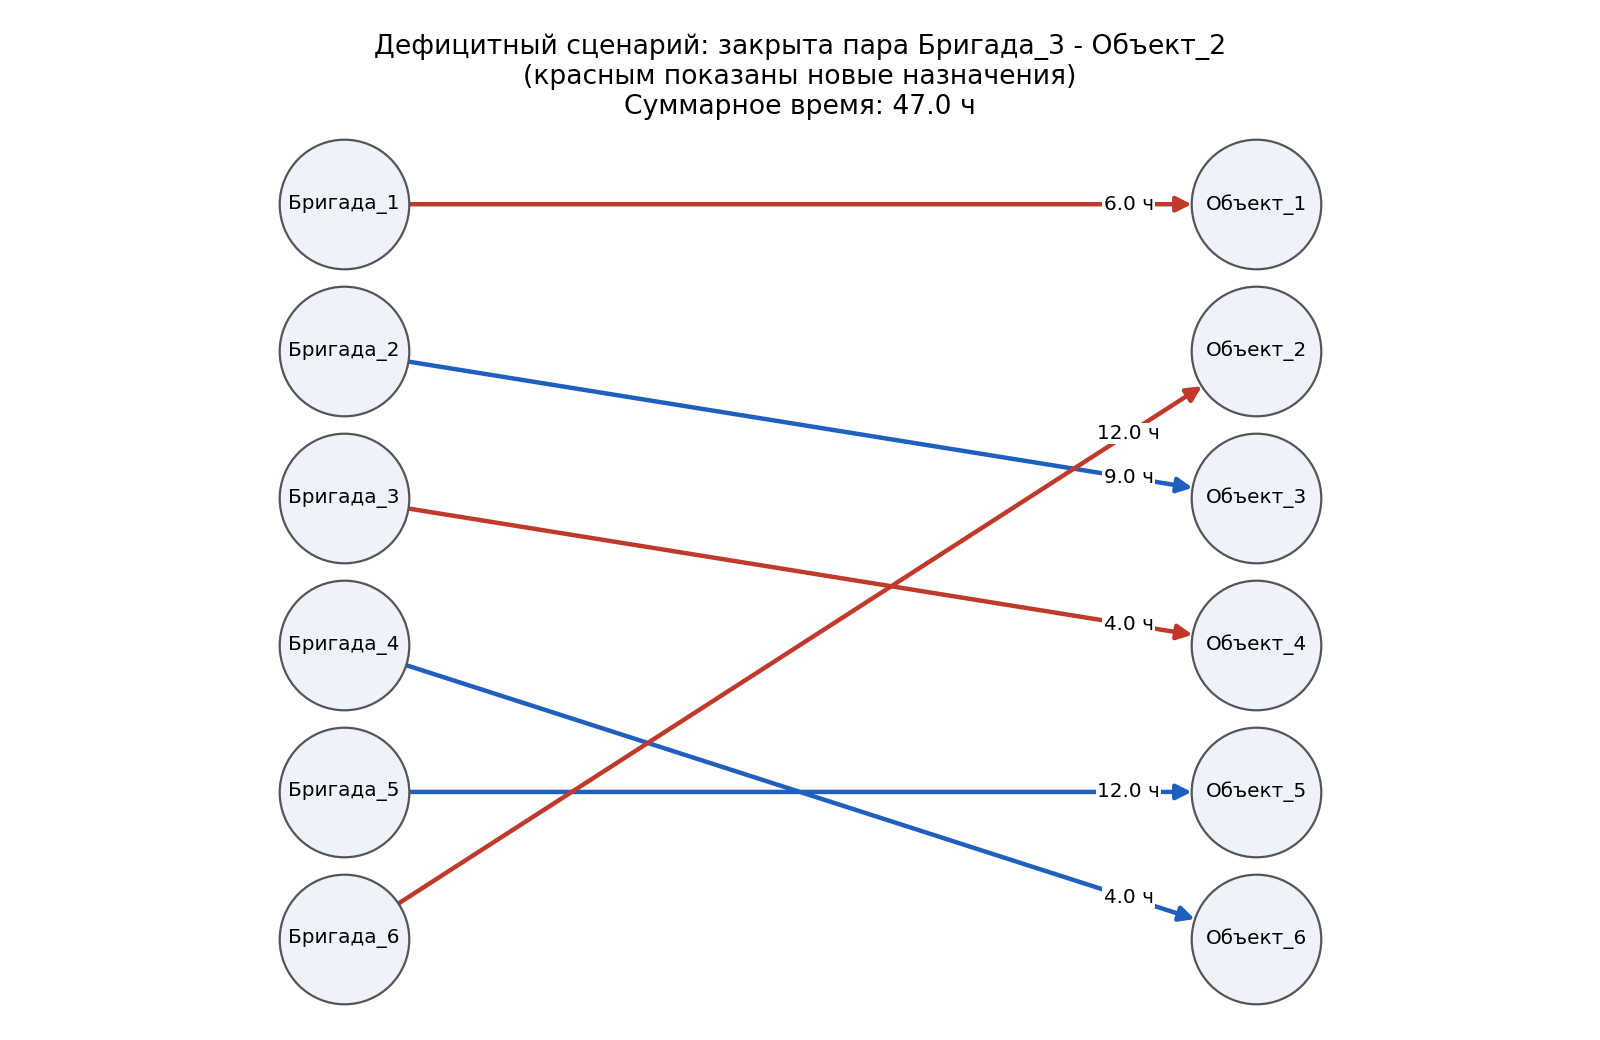 Дефицитный сценарий: закрыта пара Бригада_3 - Объект_2
(красным показаны новые назначения)
Суммарное время: 47.0 ч
Бригада_1
6.0 ч
Объект_1
Бригада_2
Объект_2
12.0 ч
9.0 ч
Бригада_3
Объект_3
4.0 ч
Бригада_4
Объект_4
Бригада_5
12.0 ч
Объект_5
4.0 ч
Бригада_6
Объект_6